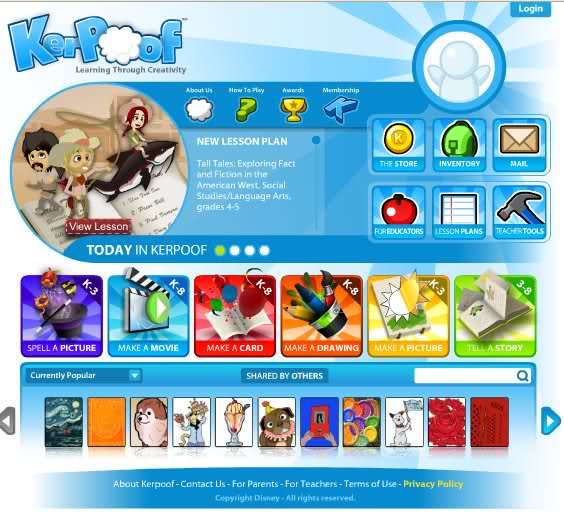 Login
KerPoof™
Learning Through Creativity
About Us
How To Play
Awards
Membership
NEW LESSON PLAN
Tall Tales: Exploring Fact
and Fiction in the
American West, Social
Studies/Language Arts,
grades 4-5
View Lesson
THE STORE
INVENTORY
MAIL
FOR EDUCATORS
LESSON PLANS
TEACHER TOOLS
TODAY IN KERPOOF
K-3
SPELL A PICTURE
K-8
MAKE A MOVIE
K-8
MAKE A CARD
K-8
MAKE A DRAWING
K-3
MAKE A PICTURE
3-8
TELL A STORY
Currently Popular
SHARED BY OTHERS
About Kerpoof - Contact Us - For Parents - For Teachers - Terms of Use - Privacy Policy
Copyright Disney - All rights reserved.